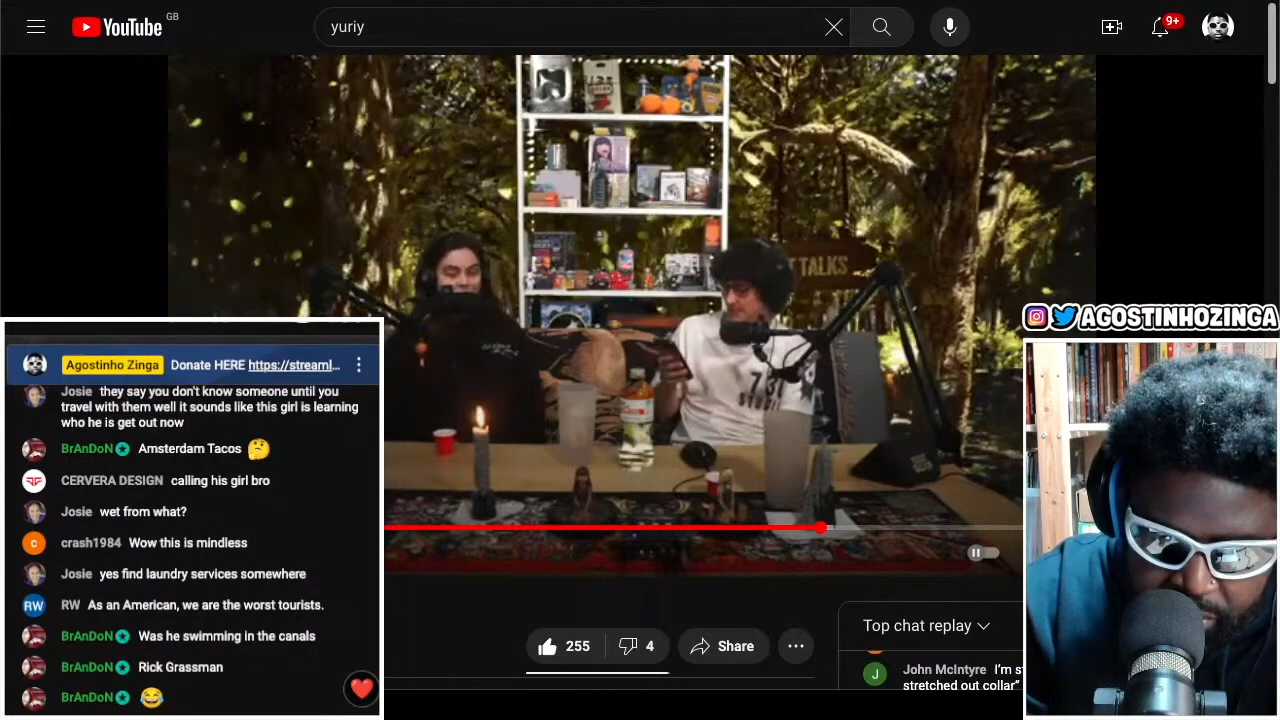 YouTube GB
yuriy
9+
T TALKS
AGOSTINHOZINGA
Agostinho Zinga Donate HERE https://streaml...
Josie they say you don't know someone until you
travel with them well it sounds like this girl is learning
who he is get out now
BrAnDoN Amsterdam Tacos 🤔
CERVERA DESIGN calling his girl bro
Josie wet from what?
c crash1984 Wow this is mindless
Josie yes find laundry services somewhere
RW RW As an American, we are the worst tourists.
BrAnDoN Was he swimming in the canals
BrAnDoN Rick Grassman
BrAnDoN 😂
255
4
Share
Top chat replay
J John McIntyre I'm s
stretched out collar"